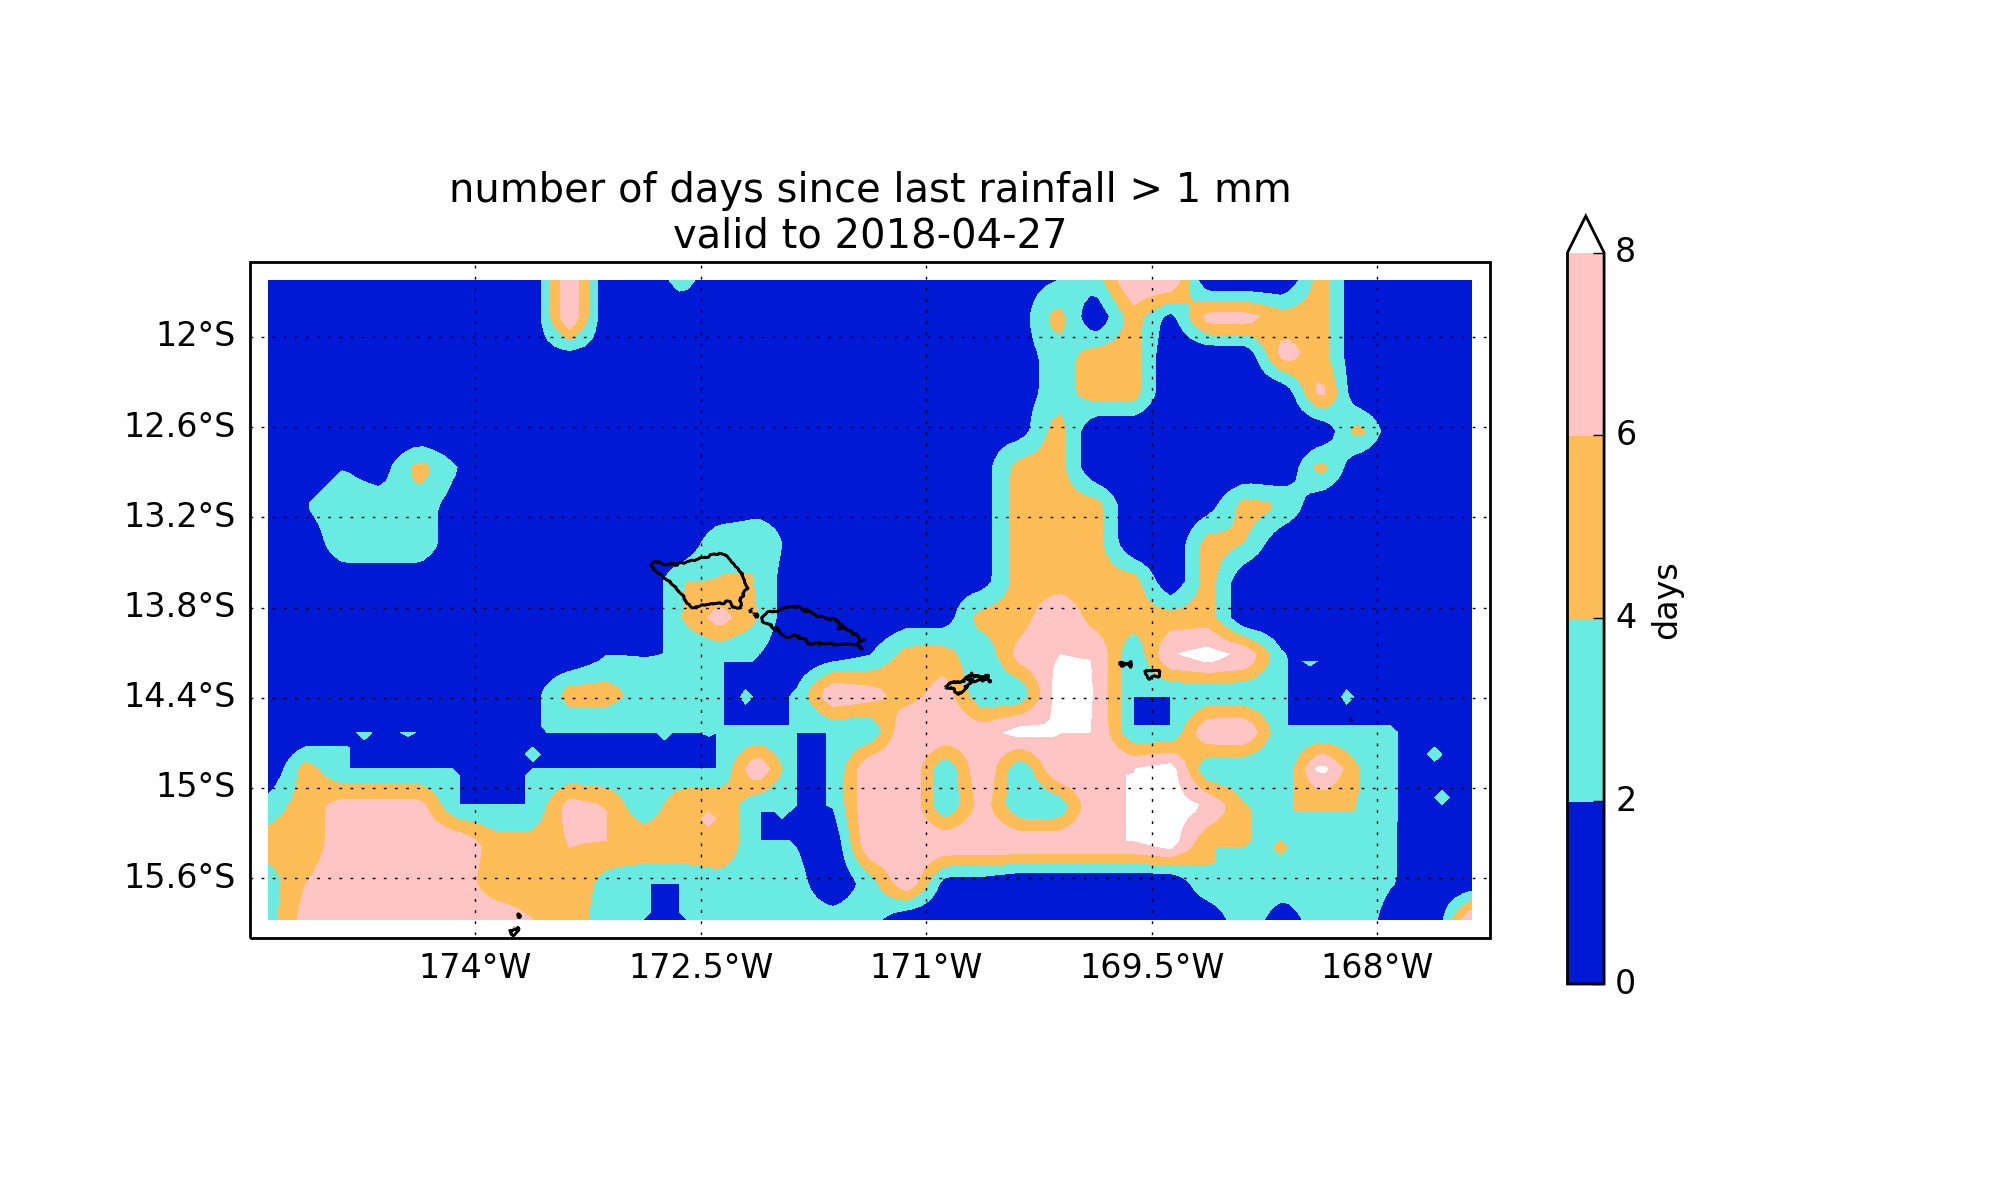 number of days since last rainfall > 1 mm
valid to 2018-04-27
12°S
12.6°S
13.2°S
13.8°S
14.4°S
15°S
15.6°S
174°W
172.5°W
171°W
169.5°W
168°W
8
6
4
2
0
days